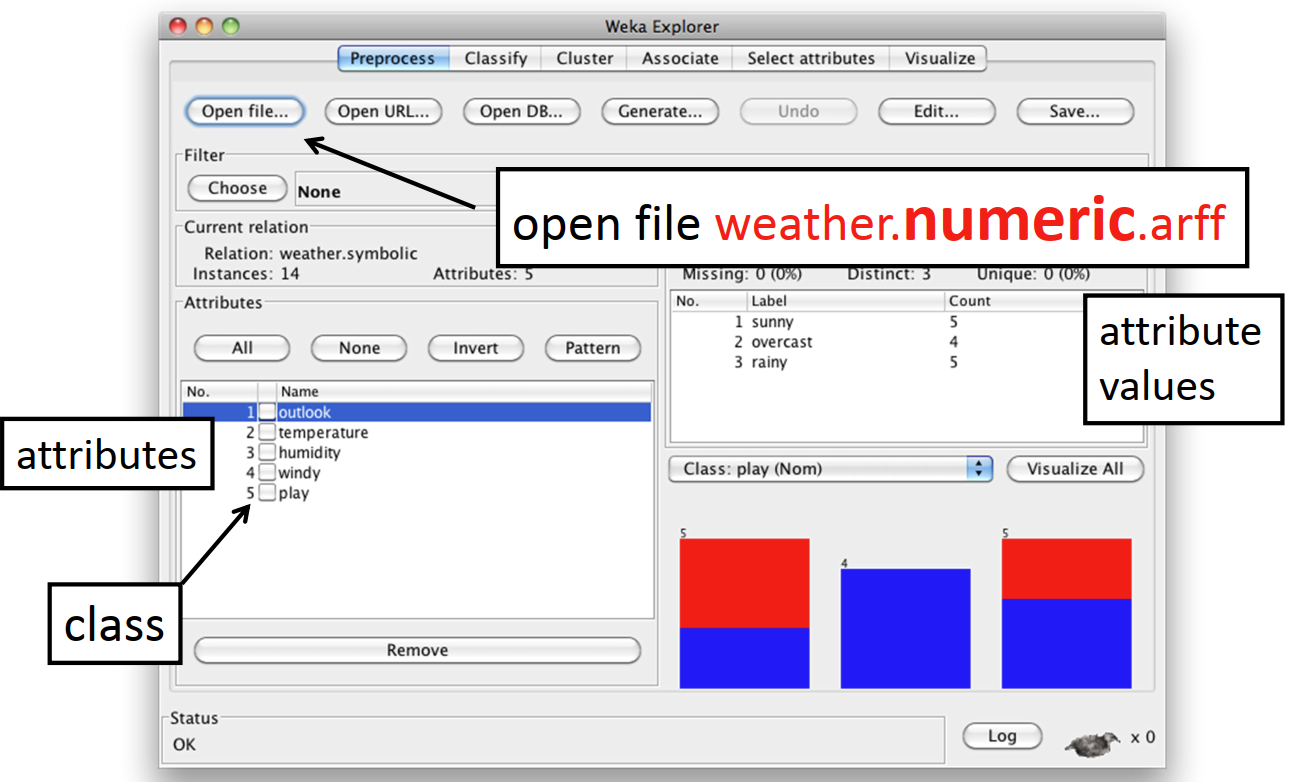 Weka Explorer
Preprocess Classify Cluster Associate Select attributes Visualize
Open file... Open URL... Open DB... Generate... Undo Edit... Save...
Filter
Choose None
open file weather.numeric.arff
Current relation
Relation: weather.symbolic
Instances: 14 Attributes: 5
Missing: 0 (0%) Distinct: 3 Unique: 0 (0%)
Attributes
All None Invert Pattern
No. Name
1 outlook
2 temperature
3 humidity
4 windy
5 play
Remove
No. Label Count
1 sunny 5
2 overcast 4
3 rainy 5
attribute
values
attributes
class
Class: play (Nom) Visualize All
5 4 5
Status
OK
Log x 0